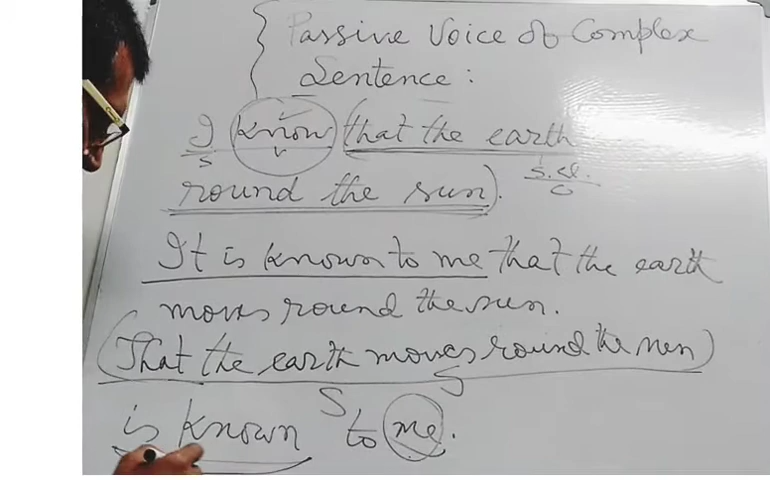 Passive Voice of Complex
Sentence :
I know (that the earth
S V
round the sun). S.cl.
O
It is known to me that the earth
moves round the sun.
(That the earth moves round the sun)
S
is known to me.